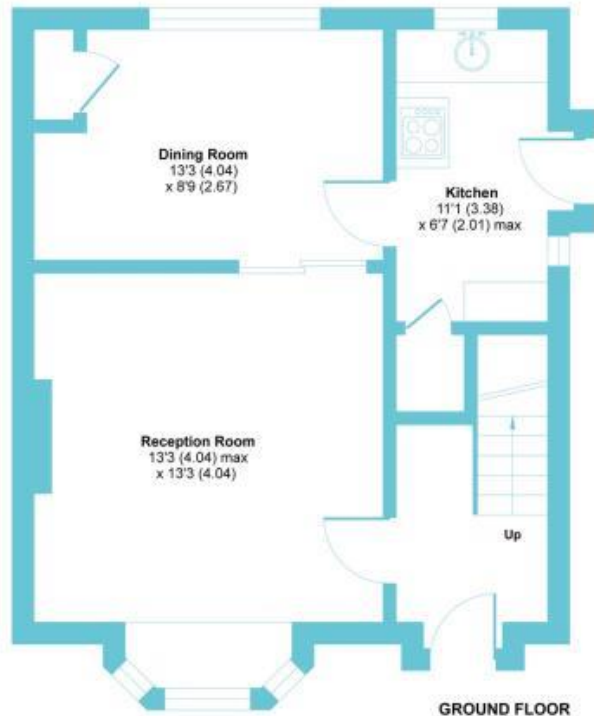 Dining Room
13'3 (4.04)
x 8'9 (2.67)
Kitchen
11'1 (3.38)
x 6'7 (2.01) max
Reception Room
13'3 (4.04) max
x 13'3 (4.04)
Up
GROUND FLOOR